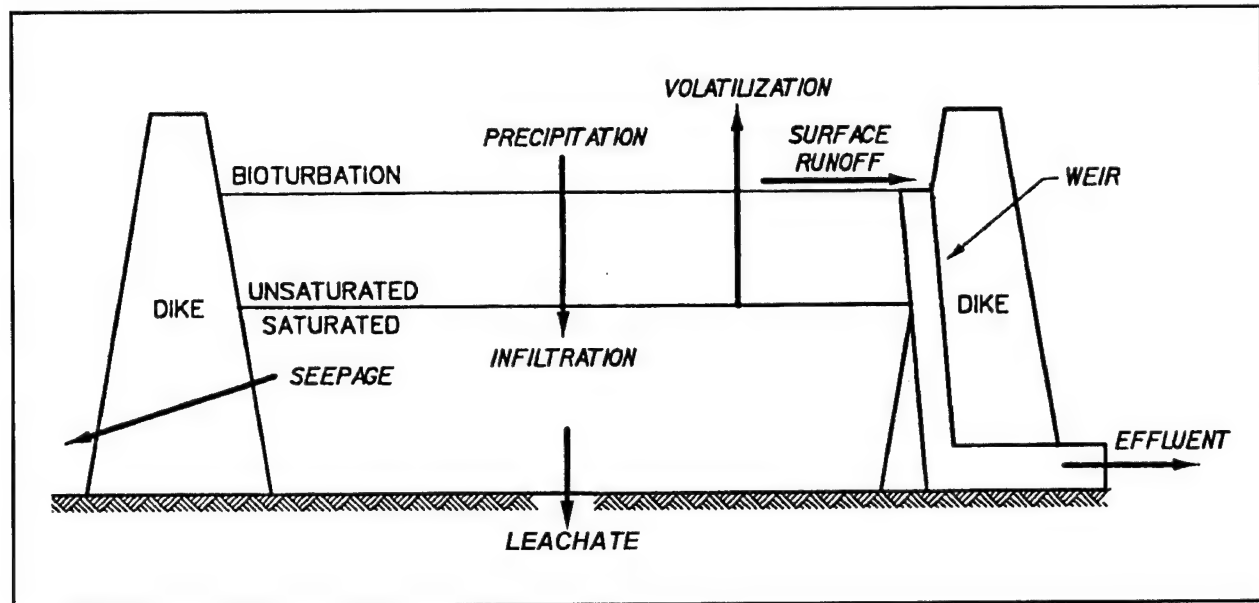 VOLATILIZATION
PRECIPITATION
SURFACE
RUNOFF
BIOTURBATION
WEIR
UNSATURATED
DIKE
DIKE
SATURATED
INFILTRATION
SEEPAGE
EFFLUENT
LEACHATE